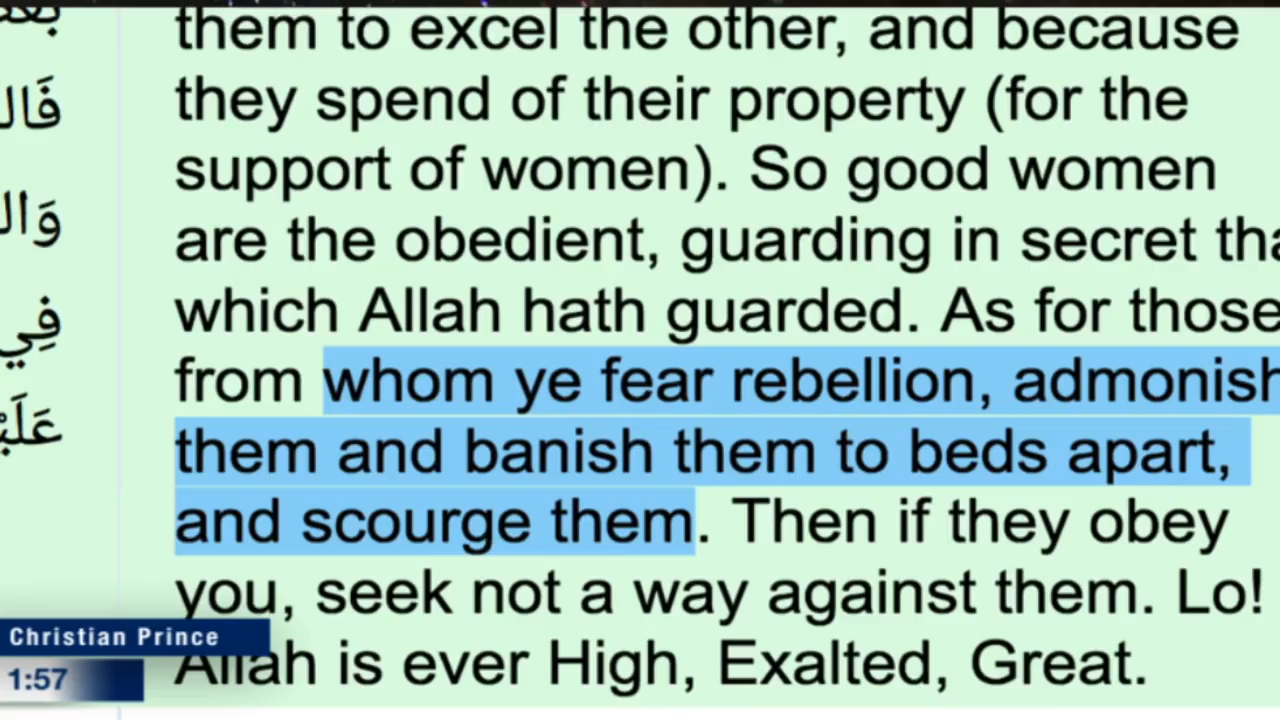 them to excel the other, and because
they spend of their property (for the
support of women). So good women
are the obedient, guarding in secret
which Allah hath guarded. As for those
from whom ye fear rebellion, admonish
them and banish them to beds apart,
and scourge them. Then if they obey
you, seek not a way against them. Lo!
Allah is ever High, Exalted, Great.
فِي
Christian Prince
1:57